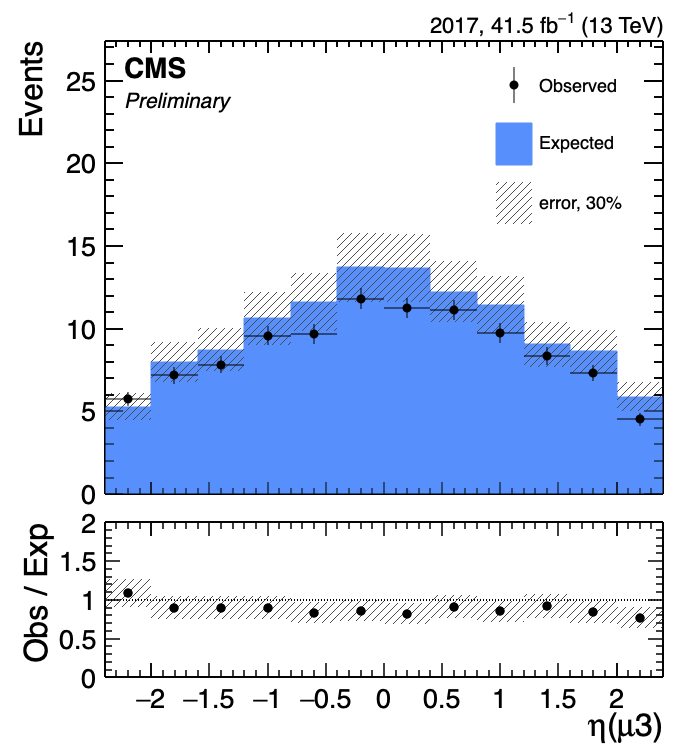 2017, 41.5 fb⁻¹ (13 TeV)
CMS
Preliminary
Events
25
20
15
10
5
0
Observed
Expected
error, 30%
Obs / Exp
2
1.5
1
0.5
0
−2 −1.5 −1 −0.5 0 0.5 1 1.5 2
η(μ3)